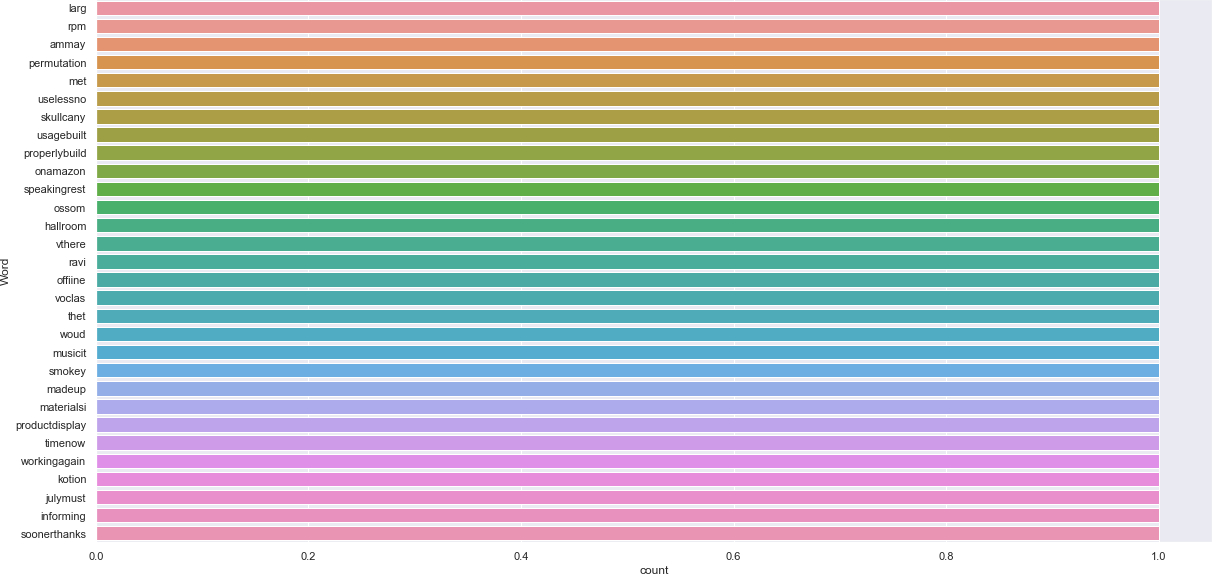 larg
rpm
ammay
permutation
met
uselessno
skullcany
usagebuilt
properlybuild
onamazon
speakingrest
ossom
hallroom
vthere
ravi
offiine
voclas
thet
woud
musicit
smokey
madeup
materialsi
productdisplay
timenow
workingagain
kotion
julymust
informing
soonerthanks
Word
0.0 0.2 0.4 0.6 0.8 1.0
count